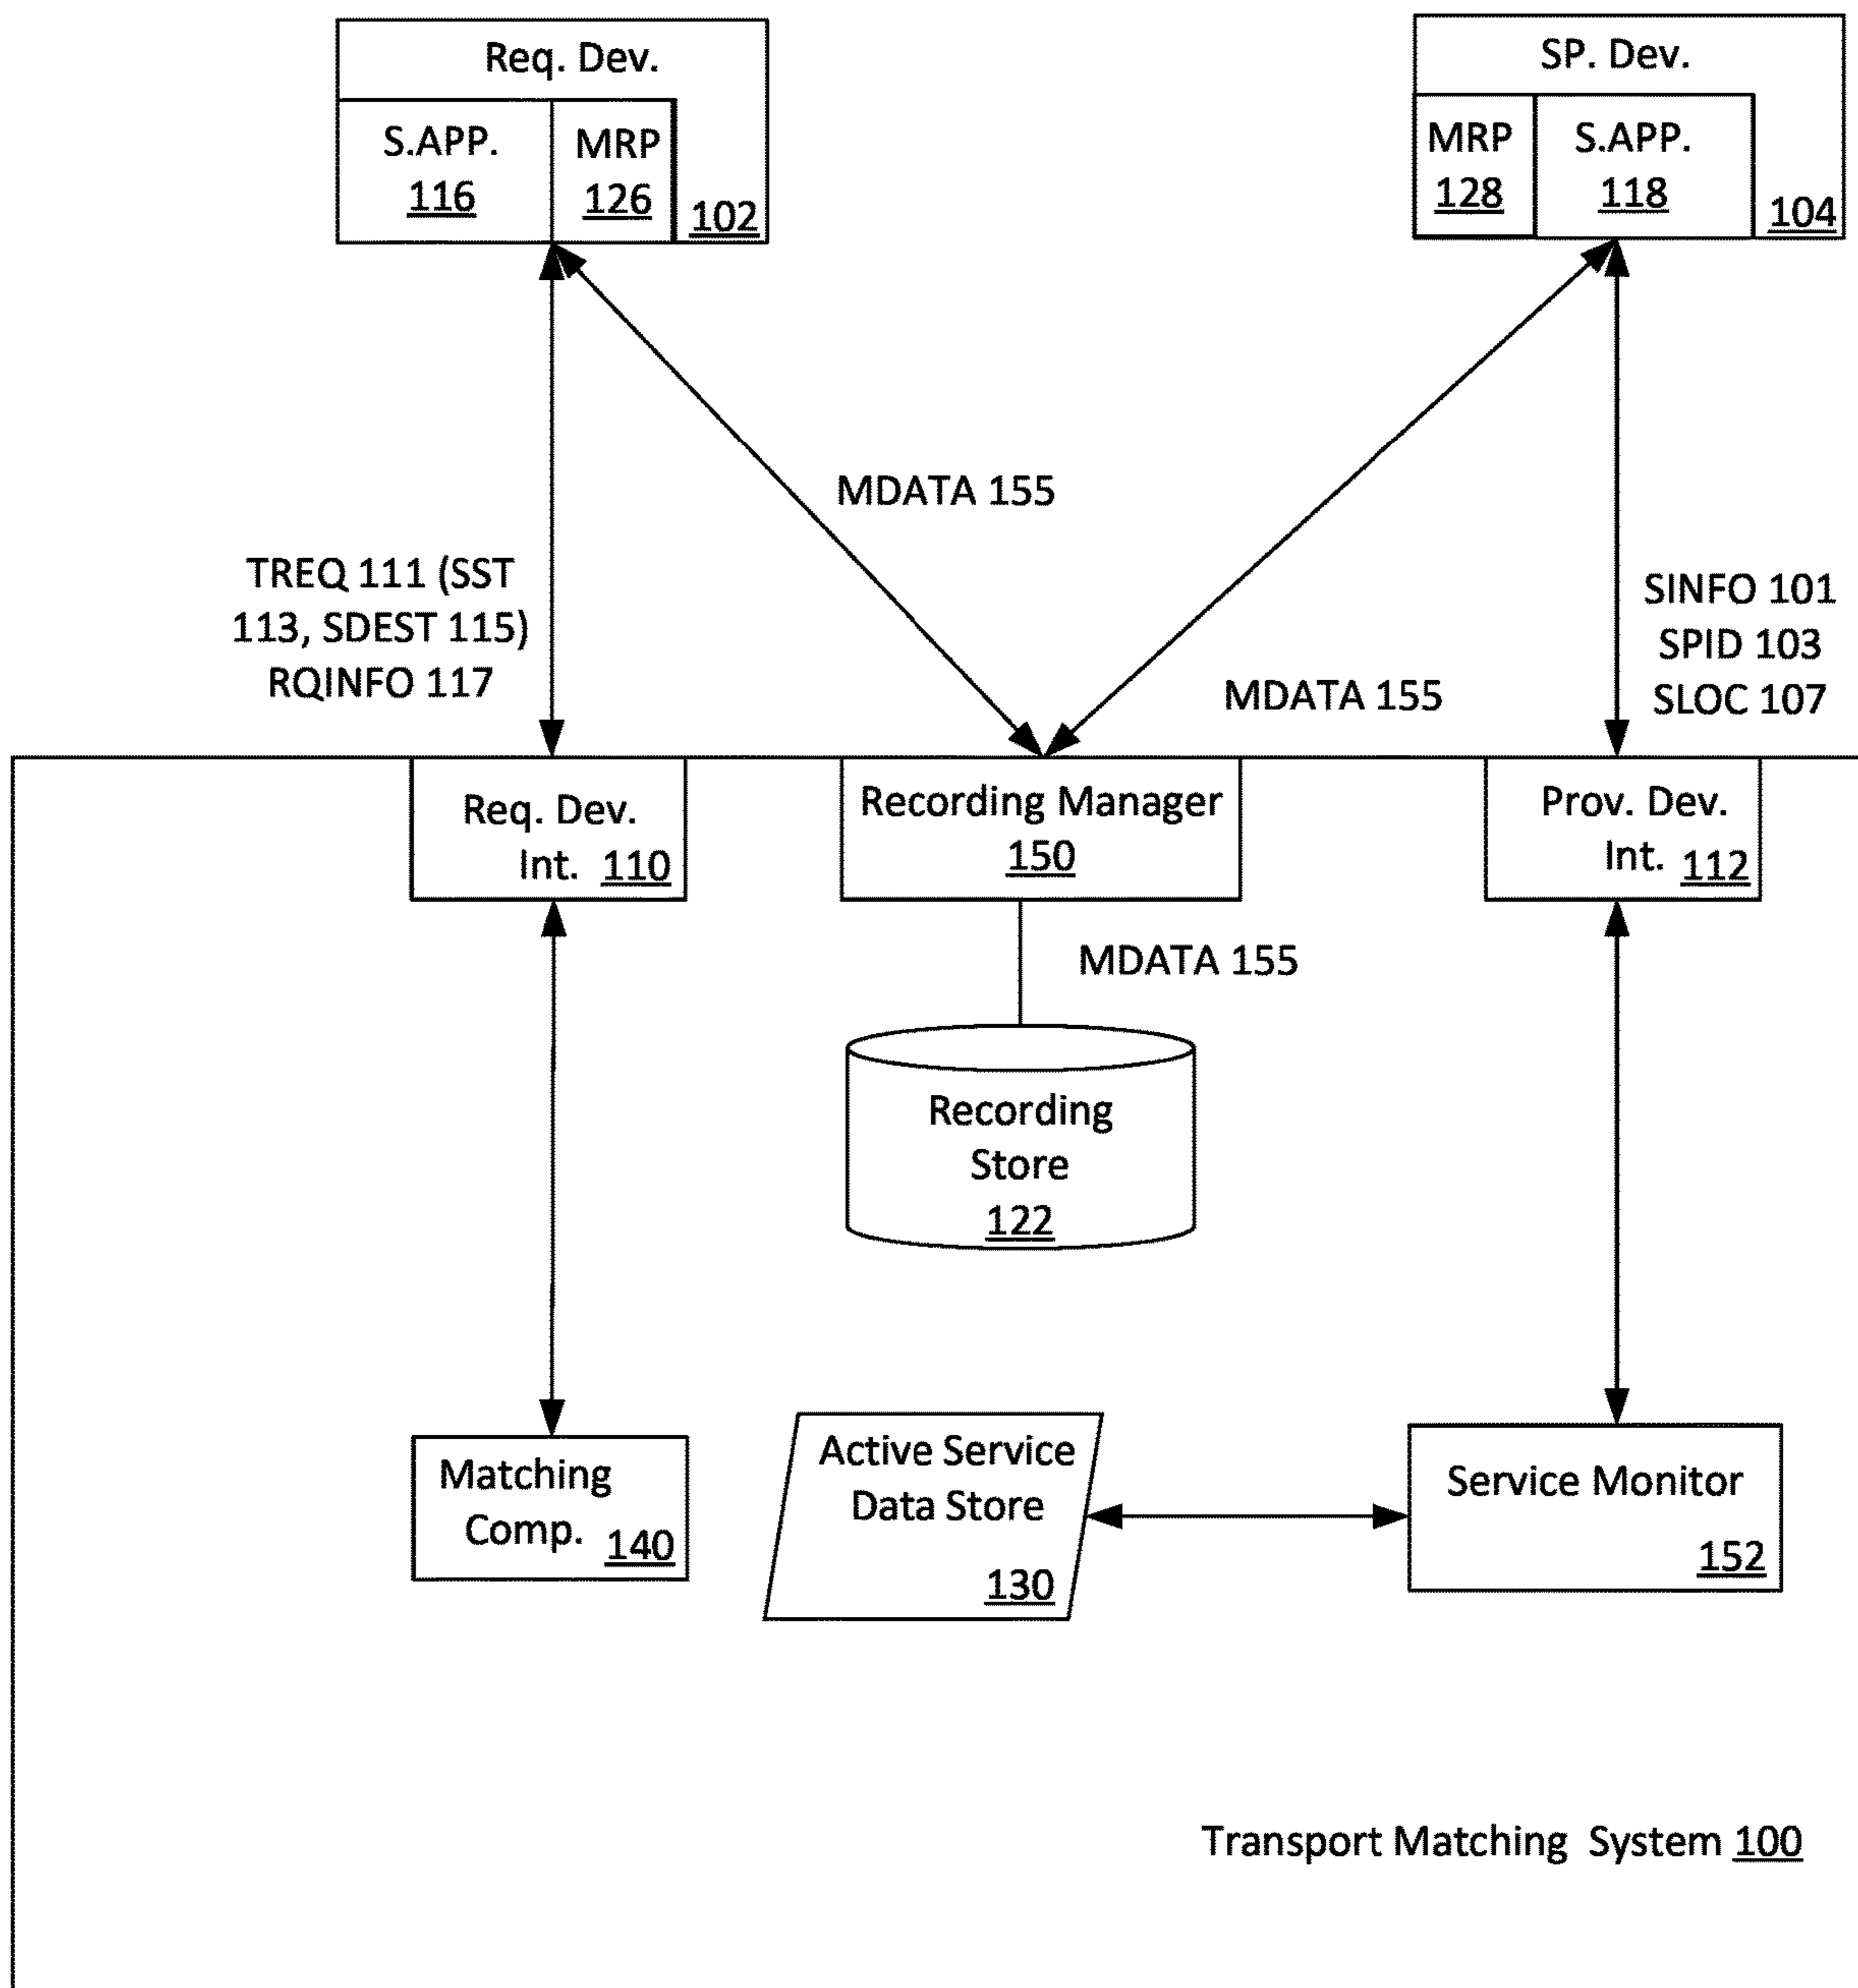 Req. Dev.
S.APP.
116
MRP
126
102
SP. Dev.
MRP
128
S.APP.
118
104
MDATA 155
TREQ 111 (SST
113, SDEST 115)
RQINFO 117
MDATA 155
SINFO 101
SPID 103
SLOC 107
Req. Dev.
Int. 110
Recording Manager
150
Prov. Dev.
Int. 112
MDATA 155
Recording
Store
122
Matching
Comp. 140
Active Service
Data Store
130
Service Monitor
152
Transport Matching System 100